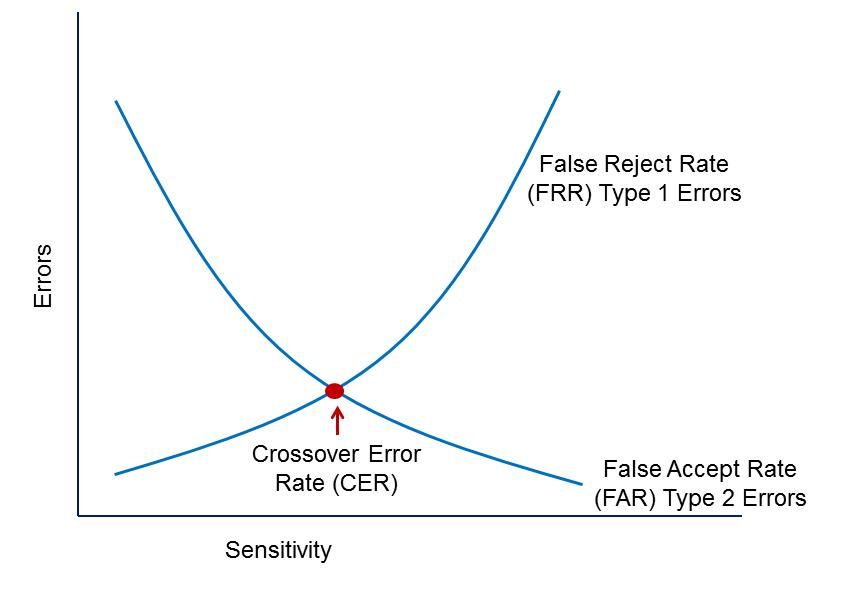 False Reject Rate
(FRR) Type 1 Errors
Errors
Crossover Error
Rate (CER)
False Accept Rate
(FAR) Type 2 Errors
Sensitivity